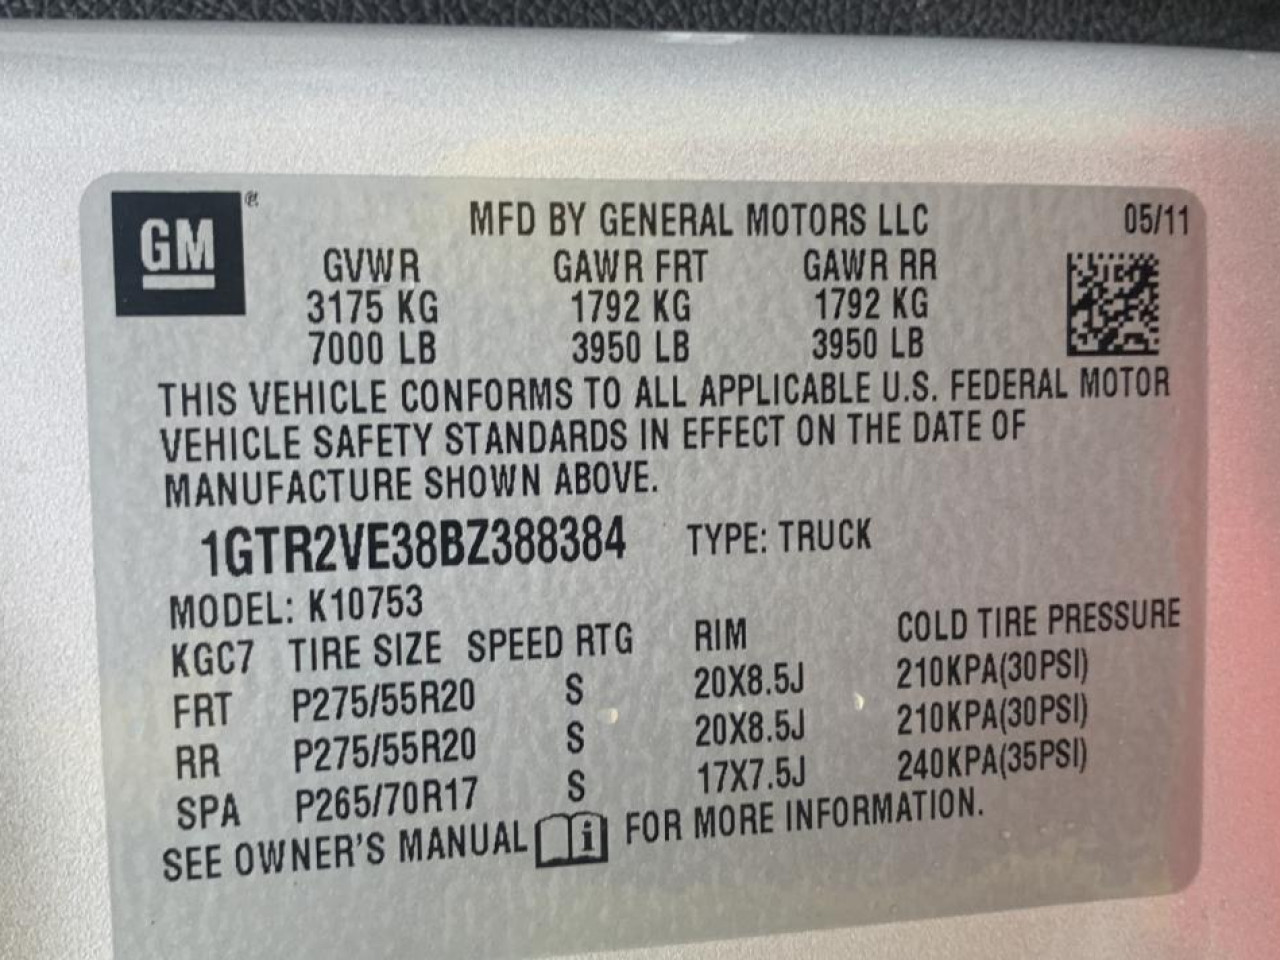 GM®
MFD BY GENERAL MOTORS LLC 05/11
GVWR GAWR FRT GAWR RR
3175 KG 1792 KG 1792 KG
7000 LB 3950 LB 3950 LB
THIS VEHICLE CONFORMS TO ALL APPLICABLE U.S. FEDERAL MOTOR
VEHICLE SAFETY STANDARDS IN EFFECT ON THE DATE OF
MANUFACTURE SHOWN ABOVE.
1GTR2VE38BZ388384 TYPE: TRUCK
MODEL: K10753
KGC7 TIRE SIZE SPEED RTG RIM COLD TIRE PRESSURE
FRT P275/55R20 S 20X8.5J 210KPA(30PSI)
RR P275/55R20 S 20X8.5J 210KPA(30PSI)
SPA P265/70R17 S 17X7.5J 240KPA(35PSI)
SEE OWNER'S MANUAL i FOR MORE INFORMATION.